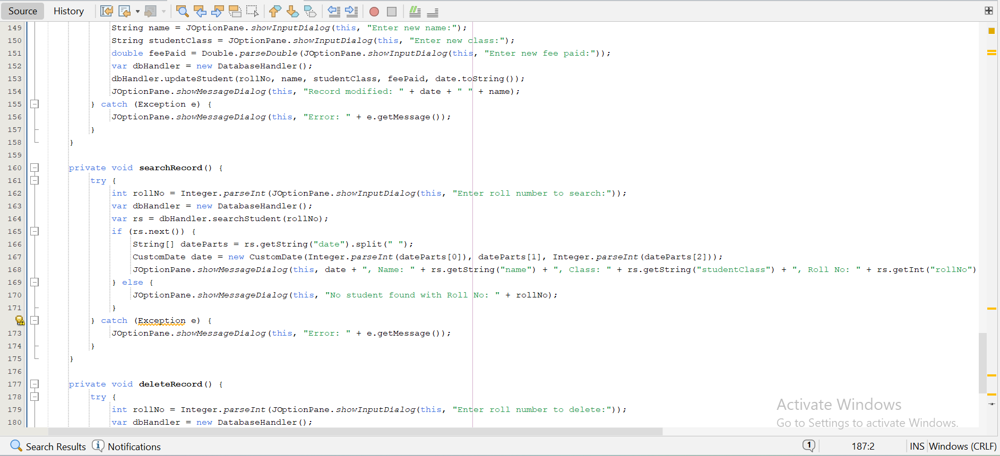 Source History
149 String name = JOptionPane.showInputDialog(this, "Enter new name:");
150 String studentClass = JOptionPane.showInputDialog(this, "Enter new class:");
151 double feePaid = Double.parseDouble(JOptionPane.showInputDialog(this, "Enter new fee paid:"));
152 var dbHandler = new DatabaseHandler();
153 dbHandler.updateStudent(rollNo, name, studentClass, feePaid, date.toString());
154 JOptionPane.showMessageDialog(this, "Record modified: " + date + " " + name);
155 } catch (Exception e) {
156 JOptionPane.showMessageDialog(this, "Error: " + e.getMessage());
157 }
158 }
159
160 private void searchRecord() {
161 try {
162 int rollNo = Integer.parseInt(JOptionPane.showInputDialog(this, "Enter roll number to search:"));
163 var dbHandler = new DatabaseHandler();
164 var rs = dbHandler.searchStudent(rollNo);
165 if (rs.next()) {
166 String[] dateParts = rs.getString("date").split(" ");
167 CustomDate date = new CustomDate(Integer.parseInt(dateParts[0]), dateParts[1], Integer.parseInt(dateParts[2]));
168 JOptionPane.showMessageDialog(this, date + ", Name: " + rs.getString("name") + ", Class: " + rs.getString("studentClass") + ", Roll No: " + rs.getInt("rollNo")
169 } else {
170 JOptionPane.showMessageDialog(this, "No student found with Roll No: " + rollNo);
171 }
} catch (Exception e) {
173 JOptionPane.showMessageDialog(this, "Error: " + e.getMessage());
174 }
175 }
176
177 private void deleteRecord() {
178 try {
179 int rollNo = Integer.parseInt(JOptionPane.showInputDialog(this, "Enter roll number to delete:"));
180 var dbHandler = new DatabaseHandler();
Activate Windows
Go to Settings to activate Windows.
Search Results Notifications 1 187:2 INS Windows (CRLF)